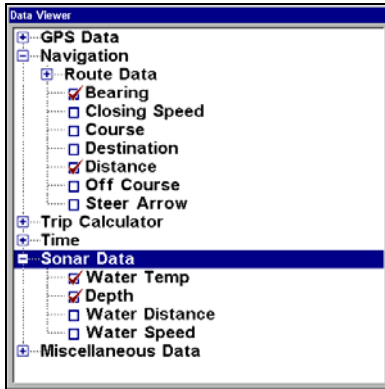 Data Viewer
GPS Data
Navigation
Route Data
Bearing
Closing Speed
Course
Destination
Distance
Off Course
Steer Arrow
Trip Calculator
Time
Sonar Data
Water Temp
Depth
Water Distance
Water Speed
Miscellaneous Data